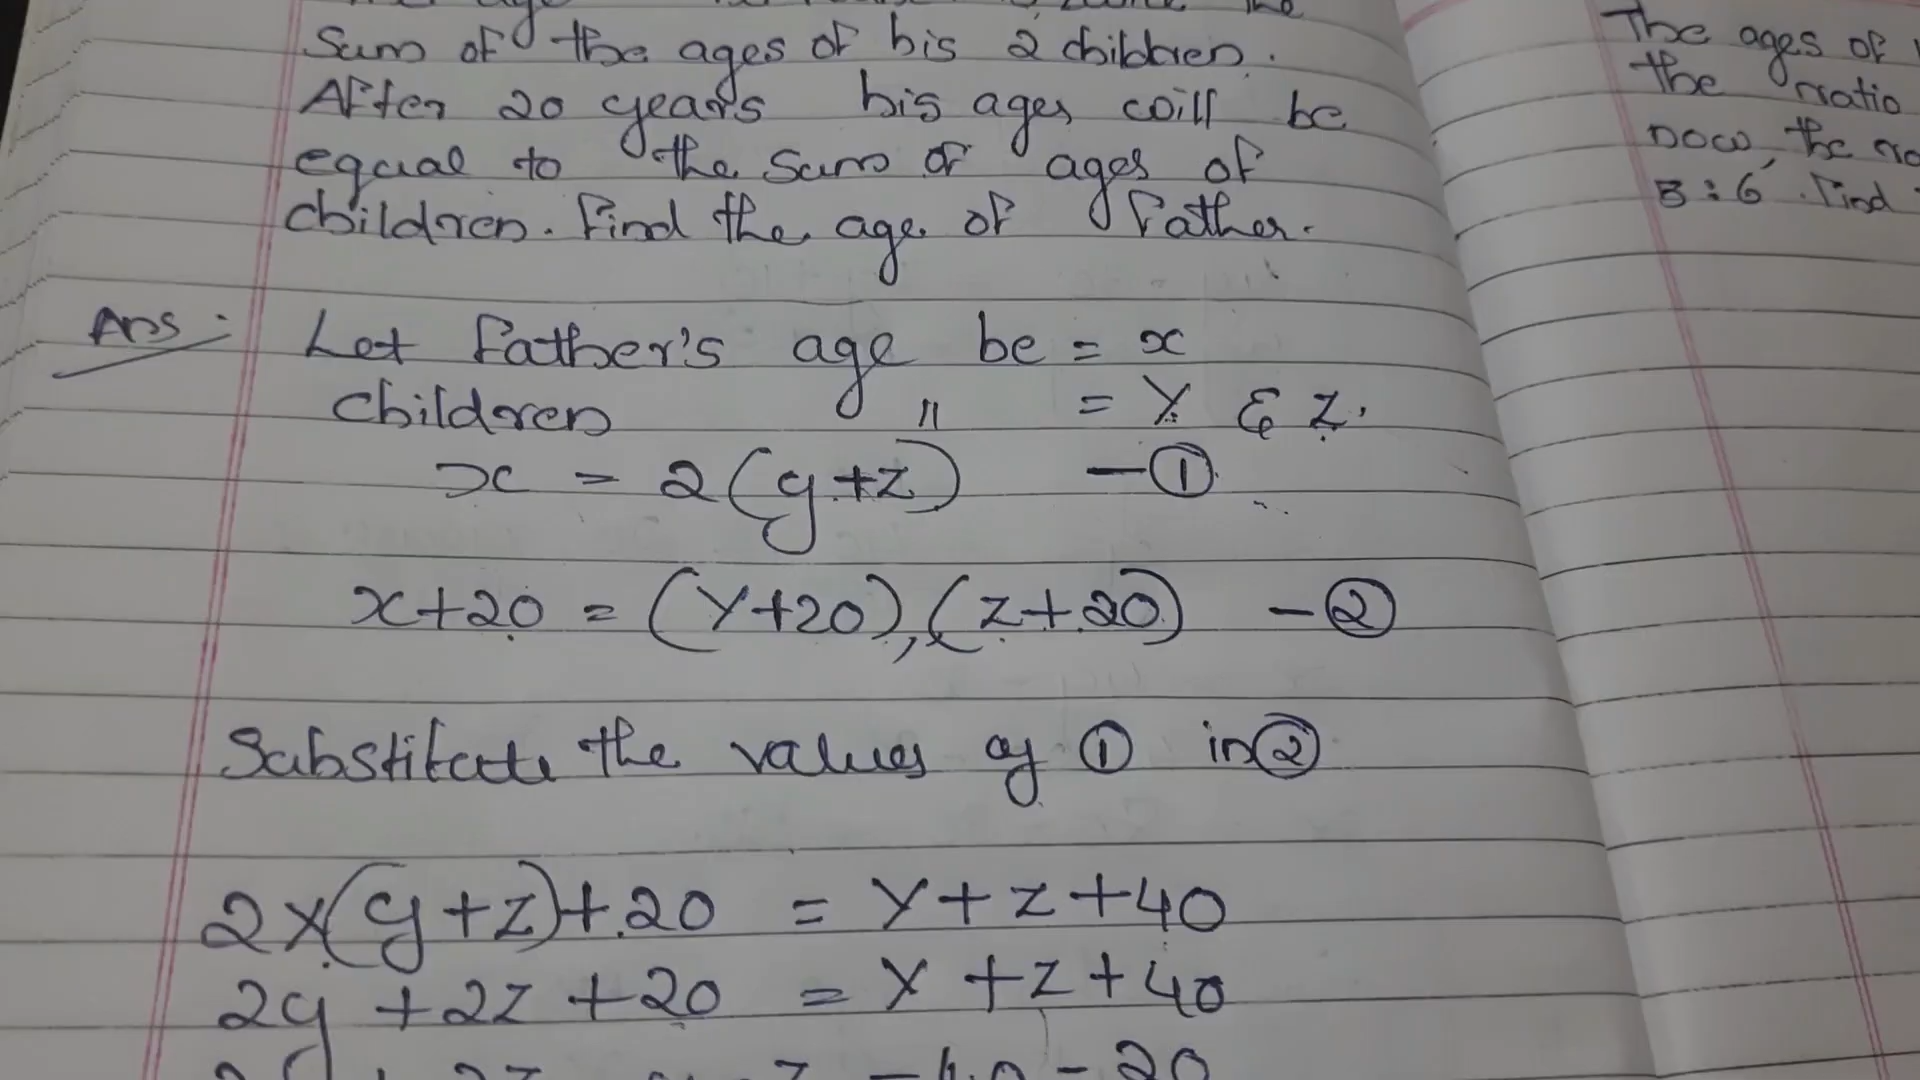 Sum of the ages of his 2 children.
After 20 years his ages will be
equal to the sum of ages of
children. Find the age of Father.
Ans: Let Father's age be = x
children " = y & z.
x = 2(y+z) - ①
x+20 = (y+20),(z+20) - ②
Substitute the values of ① in ②
2x(y+z)+20 = y+z+40
2y +2z +20 = y +z+40
- 40 - 20
The ages of
the ratio
now, the
5:6. Find